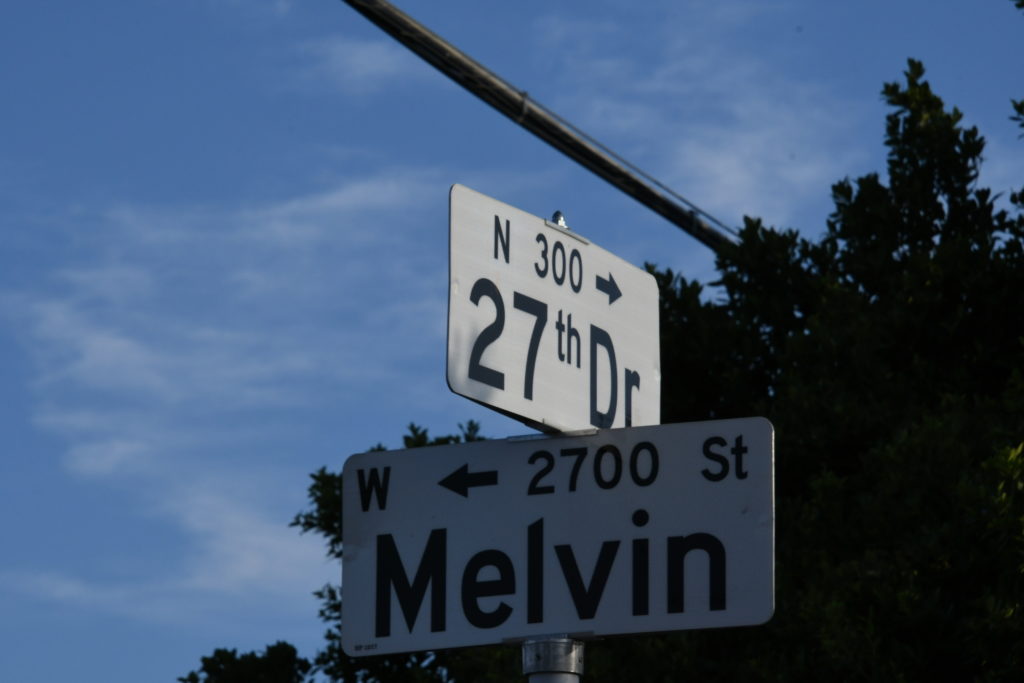 N 300 →
27th Dr
W ← 2700 St
Melvin